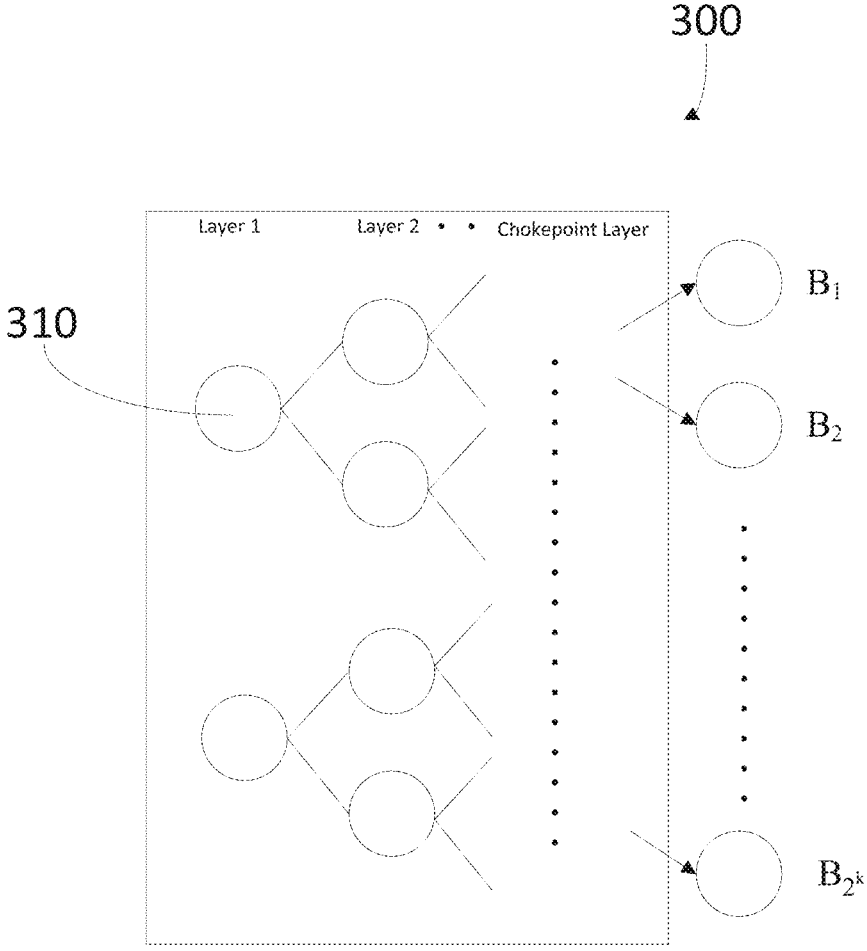 300
Layer 1 Layer 2 • • Chokepoint Layer
B₁
310
B₂
B₂ᵏ